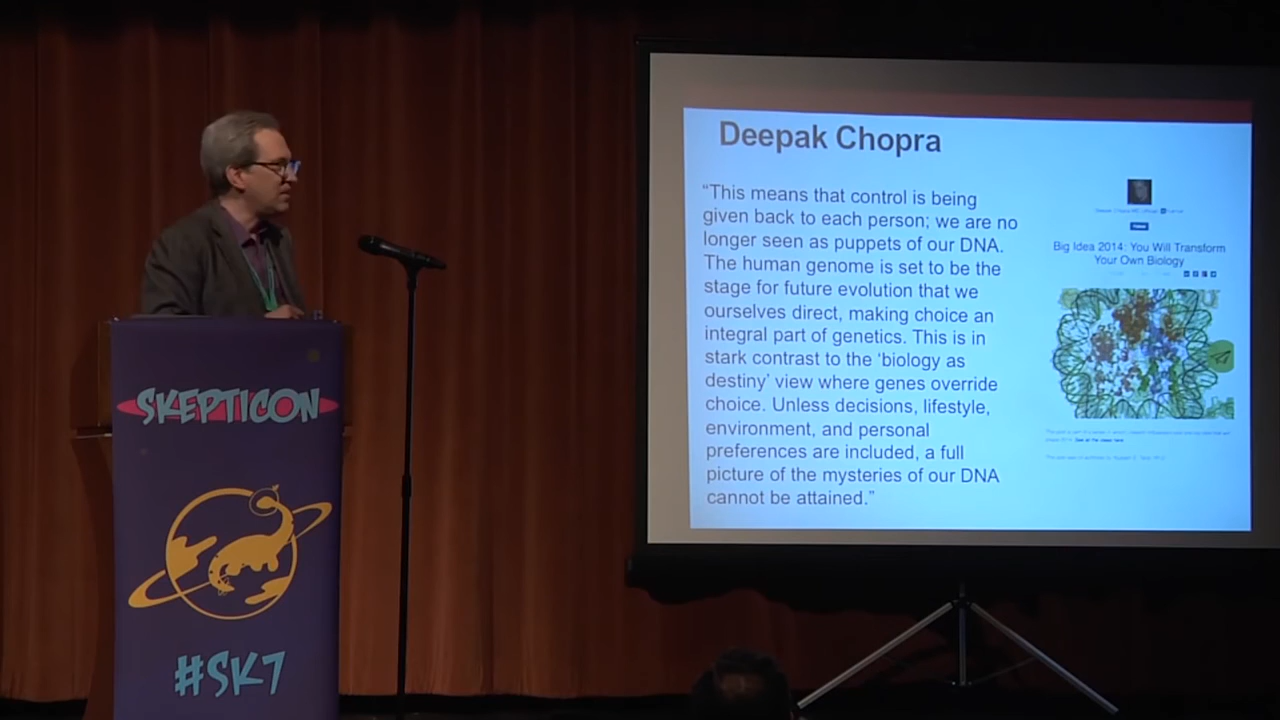 SKEPTICON
#SK7
Deepak Chopra
“This means that control is being
given back to each person; we are no
longer seen as puppets of our DNA.
The human genome is set to be the
stage for future evolution that we
ourselves direct, making choice an
integral part of genetics. This is in
stark contrast to the ‘biology as
destiny’ view where genes override
choice. Unless decisions, lifestyle,
environment, and personal
preferences are included, a full
picture of the mysteries of our DNA
cannot be attained.”
Big Idea 2014: You Will Transform
Your Own Biology